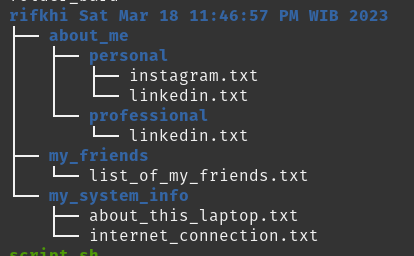 rifkhi Sat Mar 18 11:46:57 PM WIB 2023
about_me
personal
instagram.txt
linkedin.txt
professional
linkedin.txt
my_friends
list_of_my_friends.txt
my_system_info
about_this_laptop.txt
internet_connection.txt
script.sh